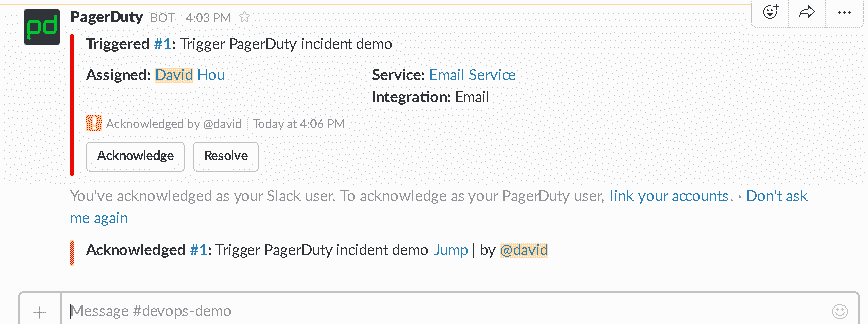 pd PagerDuty BOT 4:03 PM
Triggered #1: Trigger PagerDuty incident demo
Assigned: David Hou Service: Email Service
Integration: Email
Acknowledged by @david Today at 4:06 PM
Acknowledge Resolve
You've acknowledged as your Slack user. To acknowledge as your PagerDuty user, link your accounts. · Don't ask
me again
Acknowledged #1: Trigger PagerDuty incident demo Jump | by @david
Message #devops-demo